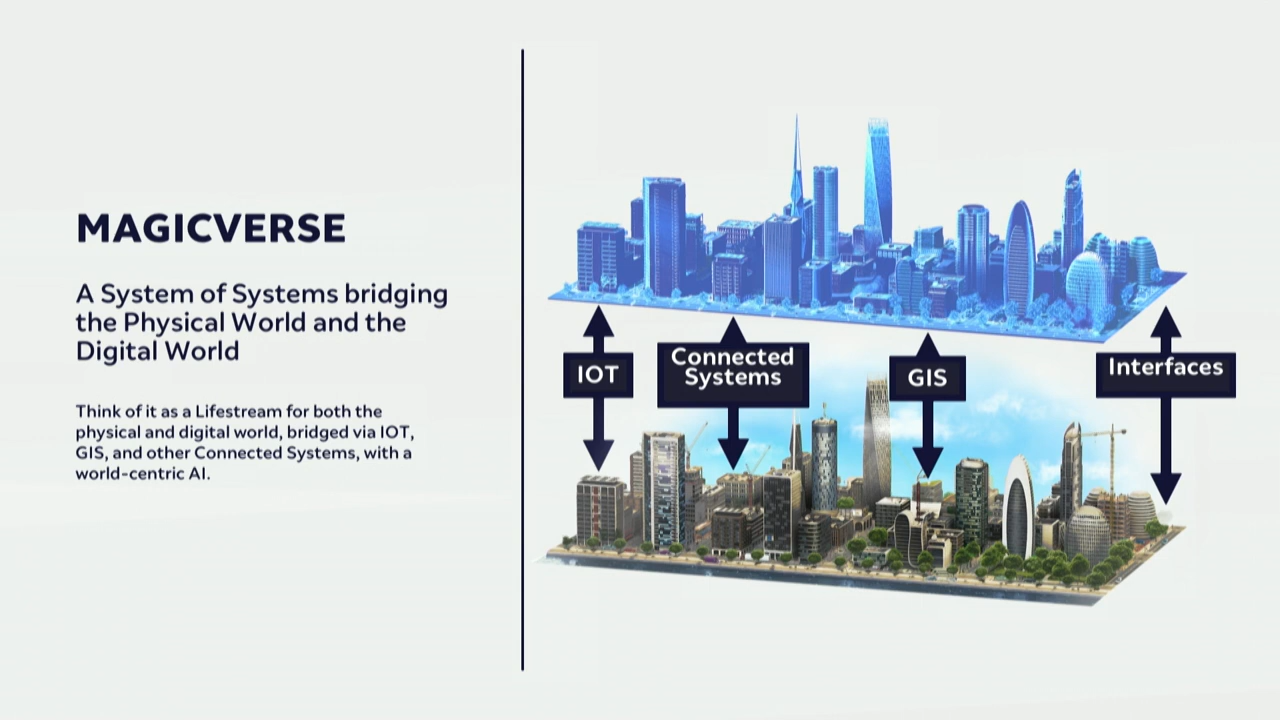 MAGICVERSE
A System of Systems bridging
the Physical World and the
Digital World
Think of it as a Lifestream for both the
physical and digital world, bridged via IOT,
GIS, and other Connected Systems, with a
world-centric AI.
IOT
Connected
Systems
GIS
Interfaces